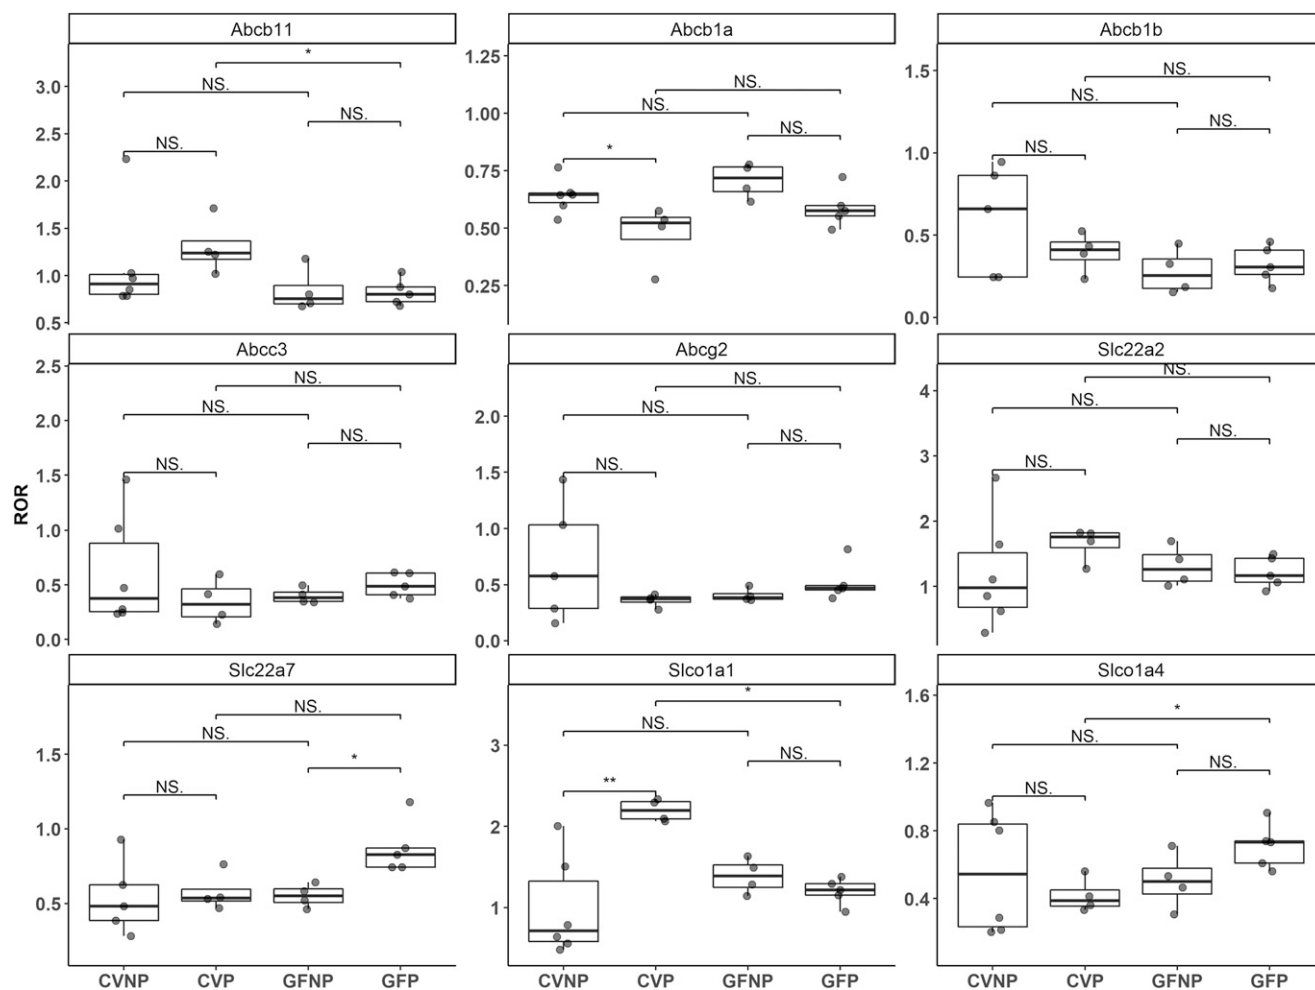 Abcb11
*
NS.
NS.
NS.
3.0
2.5
2.0
1.5
1.0
0.5
Abcb1a
NS.
NS.
NS.
*
1.25
1.00
0.75
0.50
0.25
Abcb1b
NS.
NS.
NS.
NS.
1.5
1.0
0.5
0.0
ROR
Abcc3
NS.
NS.
NS.
NS.
2.5
2.0
1.5
1.0
0.5
0.0
Abcg2
NS.
NS.
NS.
NS.
2.0
1.5
1.0
0.5
0.0
Slc22a2
NS.
NS.
NS.
NS.
4
3
2
1
Slc22a7
NS.
NS.
*
NS.
1.5
1.0
0.5
CVNP CVP GFNP GFP
Slco1a1
*
NS.
NS.
**
3
2
1
CVNP CVP GFNP GFP
Slco1a4
*
NS.
NS.
NS.
1.6
1.2
0.8
0.4
CVNP CVP GFNP GFP